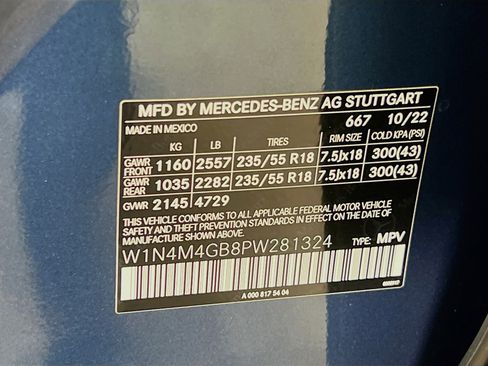 MFD BY MERCEDES-BENZ AG STUTTGART
MADE IN MEXICO 667 10/22
KG LB TIRES RIM SIZE COLD KPA(PSI)
GAWR FRONT 1160 2557 235/55 R18 7.5Jx18 300(43)
GAWR REAR 1035 2282 235/55 R18 7.5Jx18 300(43)
GVWR 2145 4729
THIS VEHICLE CONFORMS TO ALL APPLICABLE FEDERAL MOTOR VEHICLE
SAFETY BUMPER AND THEFT PREVENTION STANDARDS IN
EFFECT ON THE DATE OF MANUFACTURE SHOWN ABOVE.
W1N4M4GB8PW281324 TYPE: MPV
A 000 817 54 04